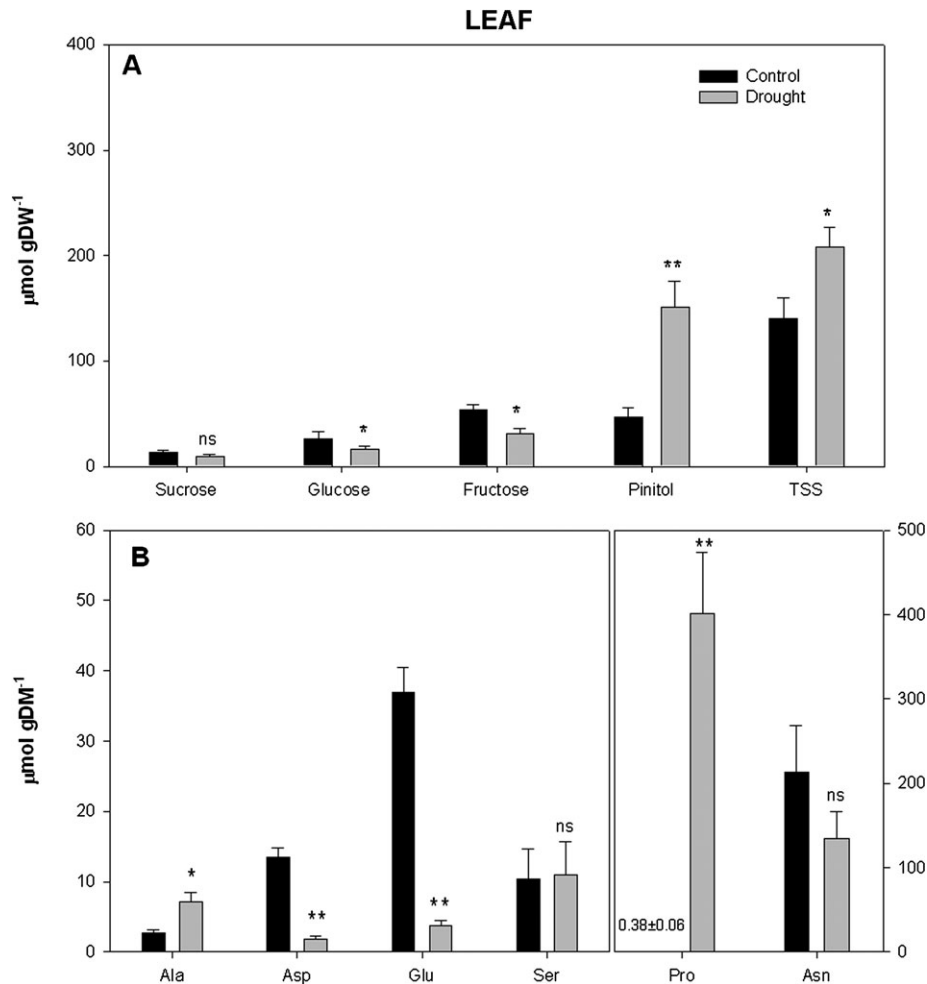 LEAF
A
Control
Drought
400
300
200
100
0
µmol gDW-1
ns
*
*
**
*
Sucrose Glucose Fructose Pinitol TSS
B
60
50
40
30
20
10
0
µmol gDM-1
*
**
**
ns
**
ns
0.38±0.06
500
400
300
200
100
0
Ala Asp Glu Ser Pro Asn